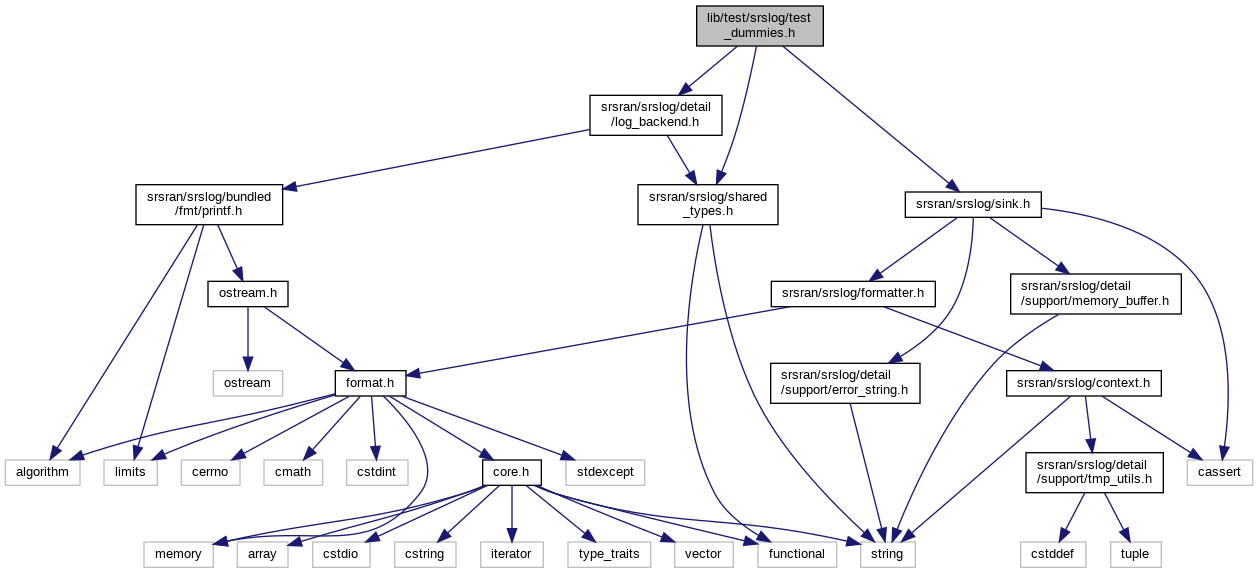 lib/test/srslog/test
_dummies.h
srsran/srslog/detail
/log_backend.h
srsran/srslog/bundled
/fmt/printf.h
srsran/srslog/shared
_types.h
srsran/srslog/sink.h
ostream.h
srsran/srslog/formatter.h
srsran/srslog/detail
/support/memory_buffer.h
ostream
format.h
srsran/srslog/detail
/support/error_string.h
srsran/srslog/context.h
algorithm
limits
cerrno
cmath
cstdint
core.h
stdexcept
srsran/srslog/detail
/support/tmp_utils.h
cassert
memory
array
cstdio
cstring
iterator
type_traits
vector
functional
string
cstddef
tuple